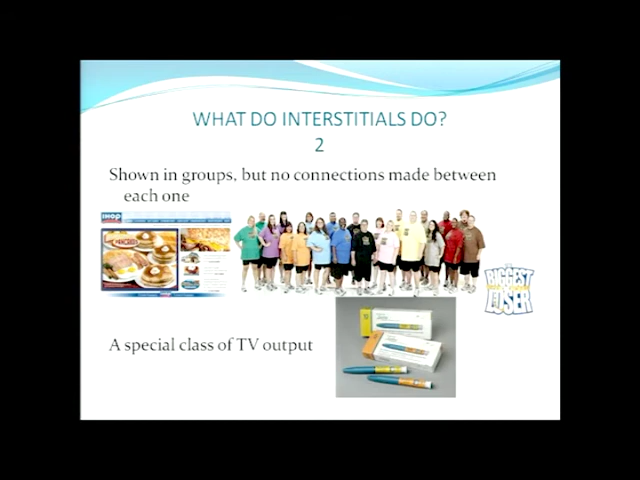 WHAT DO INTERSTITIALS DO?
2
Shown in groups, but no connections made between
each one
IHOP
PANCAKES
BIGGEST
LOSER
A special class of TV output